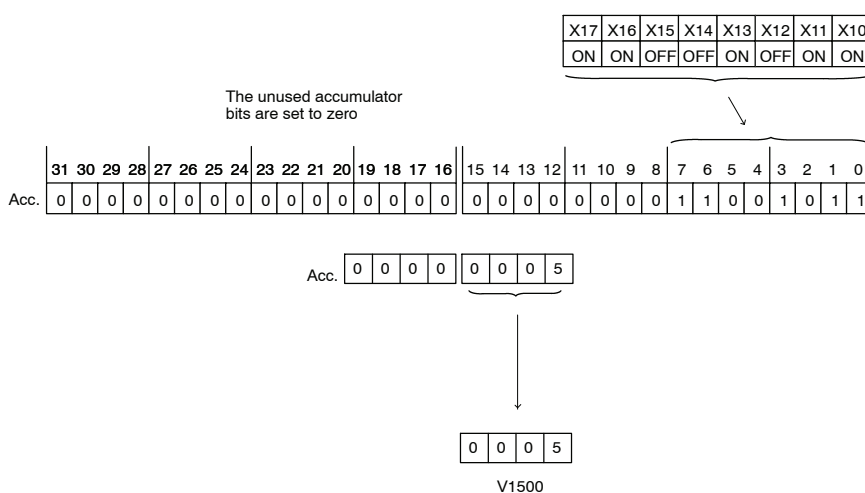 X17 X16 X15 X14 X13 X12 X11 X10
ON ON OFF OFF ON OFF ON ON
The unused accumulator
bits are set to zero
31 30 29 28 27 26 25 24 23 22 21 20 19 18 17 16 15 14 13 12 11 10 9 8 7 6 5 4 3 2 1 0
Acc. 0 0 0 0 0 0 0 0 0 0 0 0 0 0 0 0 0 0 0 0 0 0 0 0 1 1 0 0 1 0 1 1
Acc. 0 0 0 0 0 0 0 5
0 0 0 5
V1500